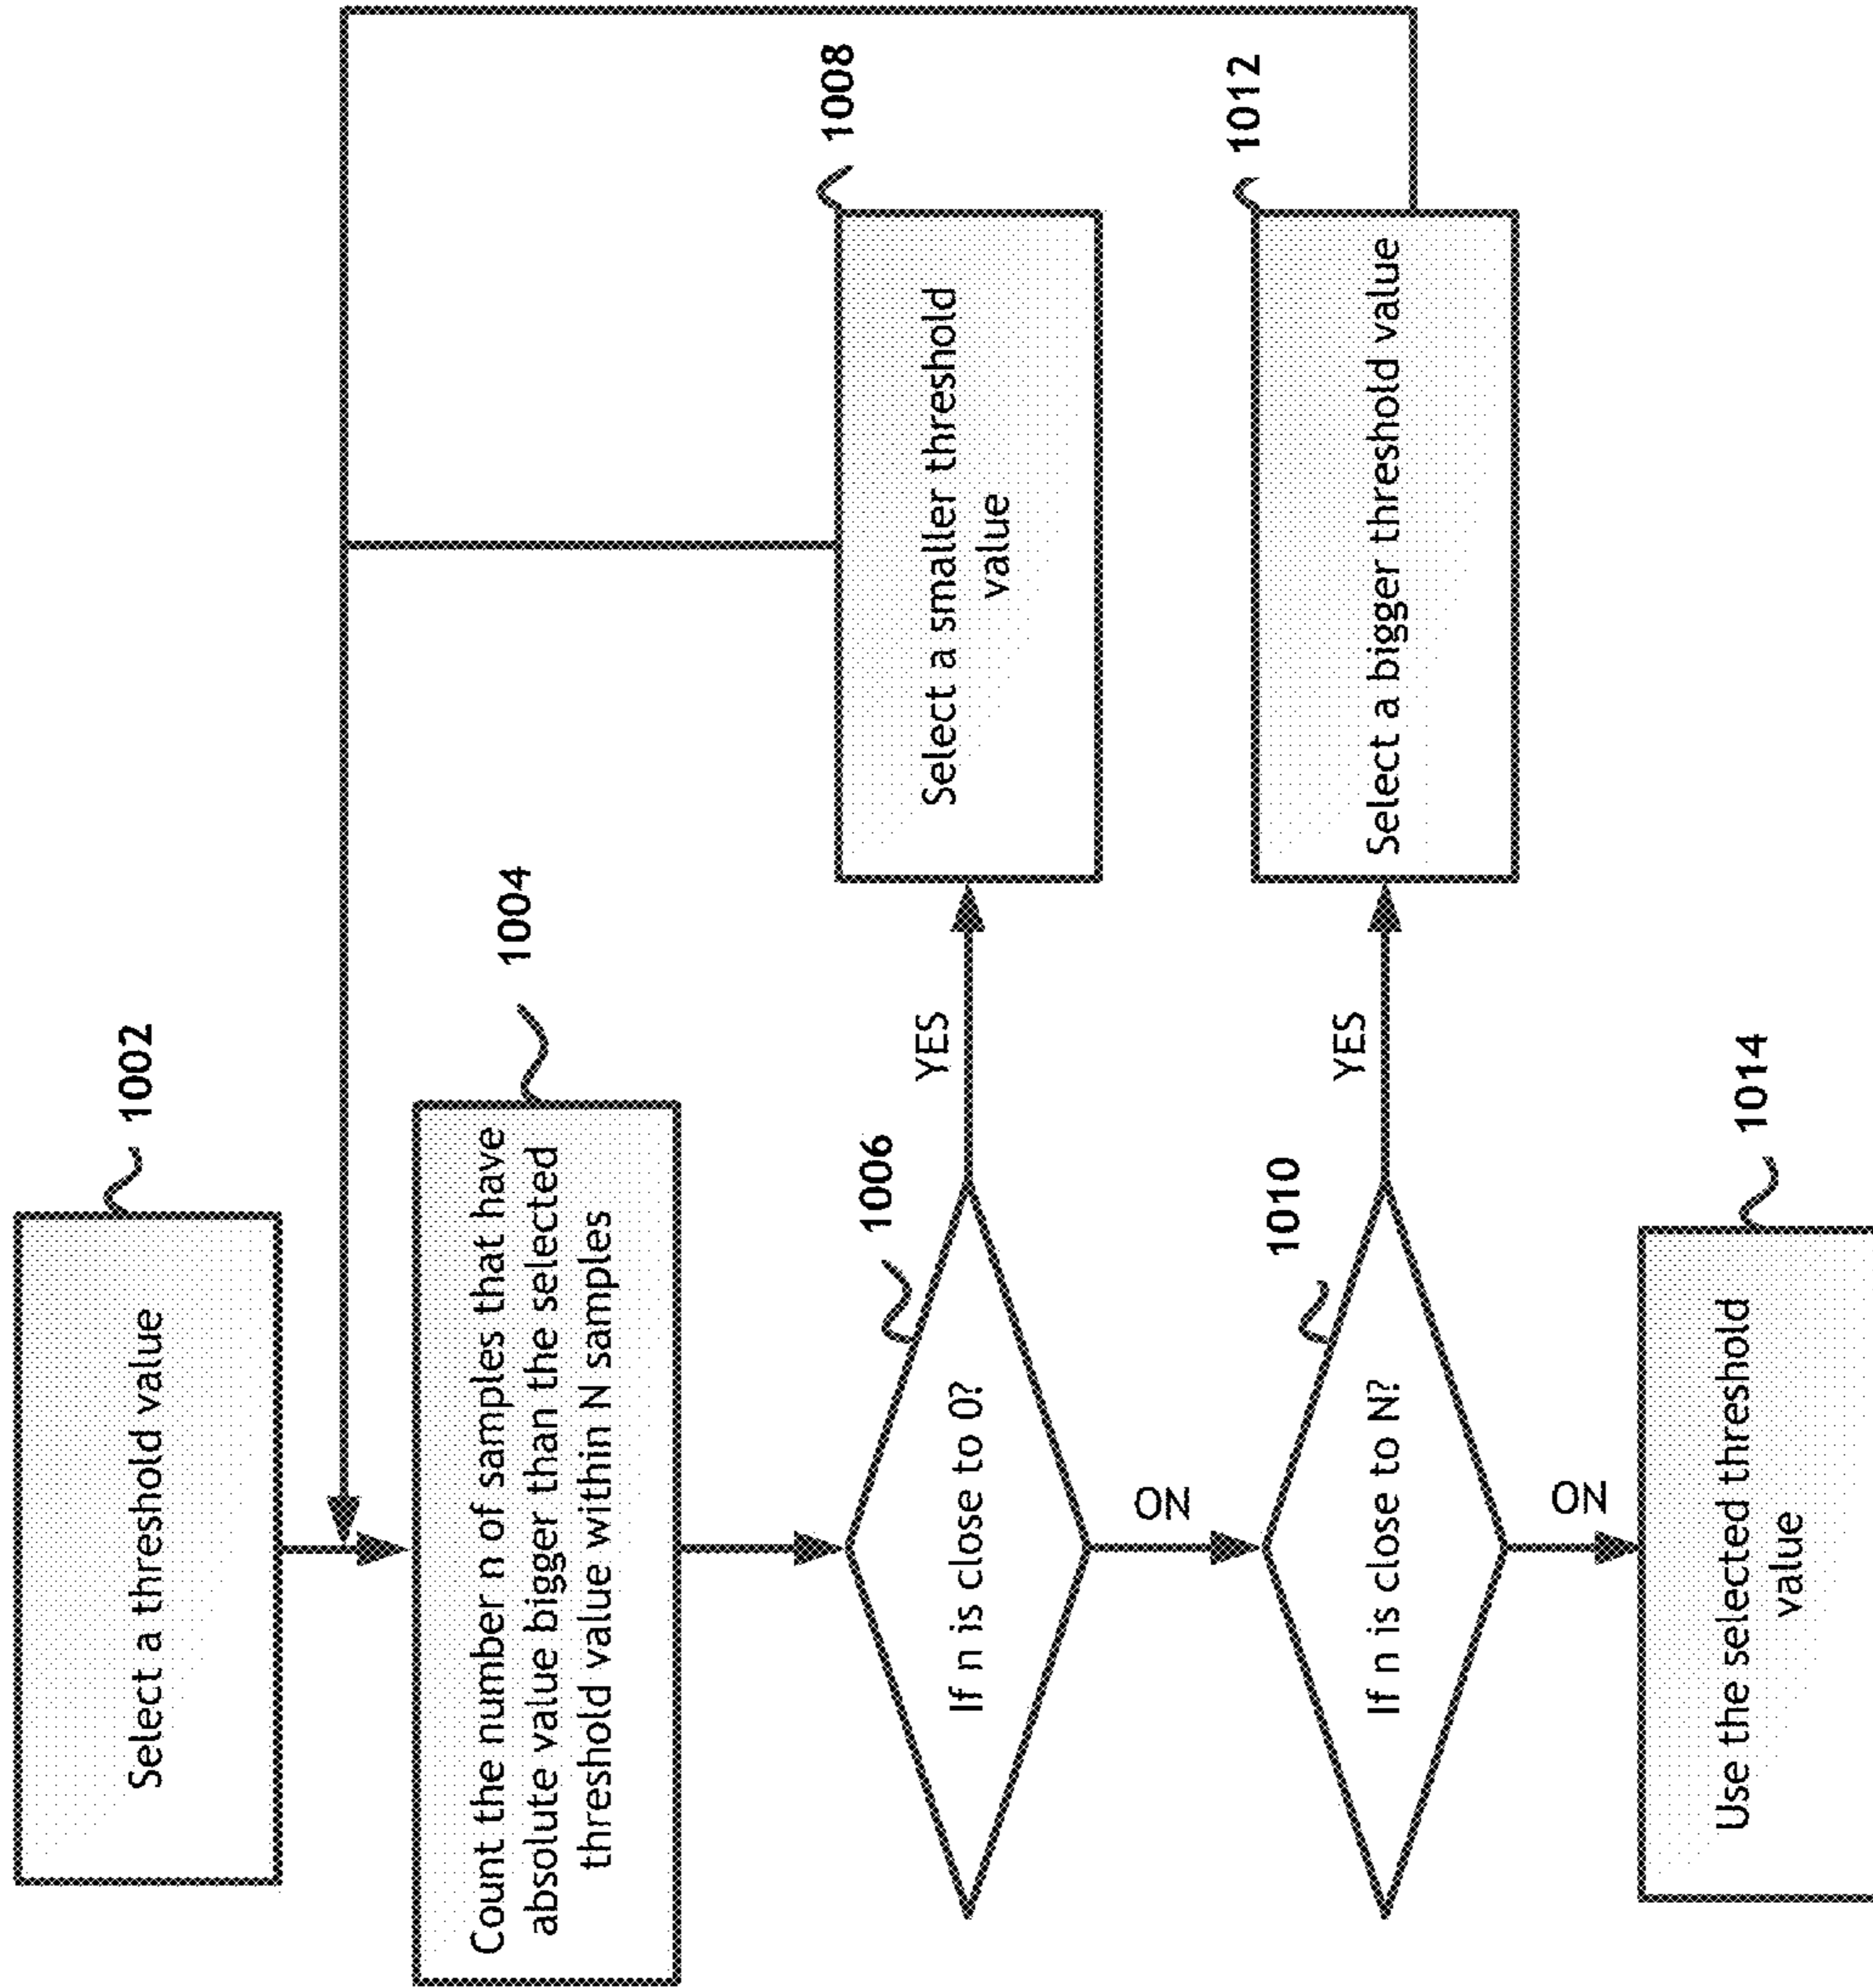 Select a threshold value
1002
Count the number n of samples that have
absolute value bigger than the selected
threshold value within N samples
1004
If n is close to 0?
1006
YES
Select a smaller threshold
value
1008
ON
If n is close to N?
1010
YES
Select a bigger threshold value
1012
ON
Use the selected threshold
value
1014